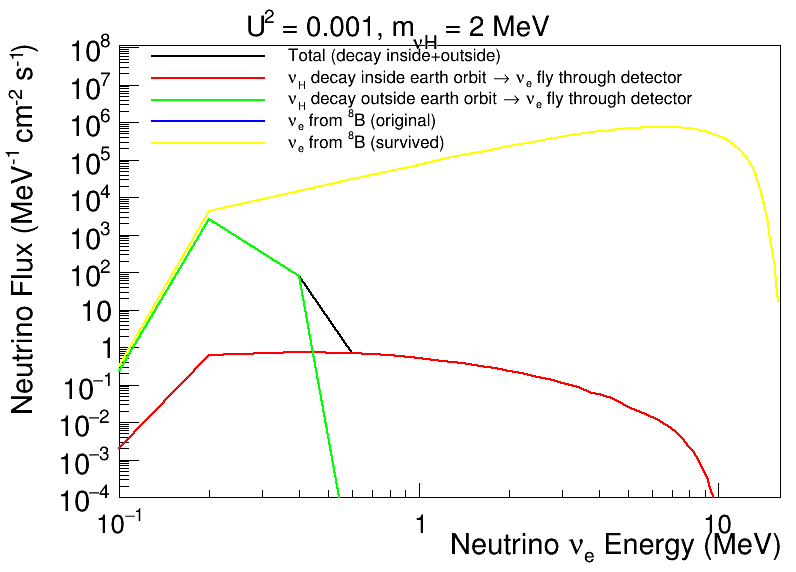 U² = 0.001, m_νH = 2 MeV
Total (decay inside+outside)
ν_H decay inside earth orbit → ν_e fly through detector
ν_H decay outside earth orbit → ν_e fly through detector
ν_e from ⁸B (original)
ν_e from ⁸B (survived)
Neutrino Flux (MeV⁻¹ cm⁻² s⁻¹)
10⁸
10⁷
10⁶
10⁵
10⁴
10³
10²
10
1
10⁻¹
10⁻²
10⁻³
10⁻⁴
10⁻¹ 1 10
Neutrino ν_e Energy (MeV)